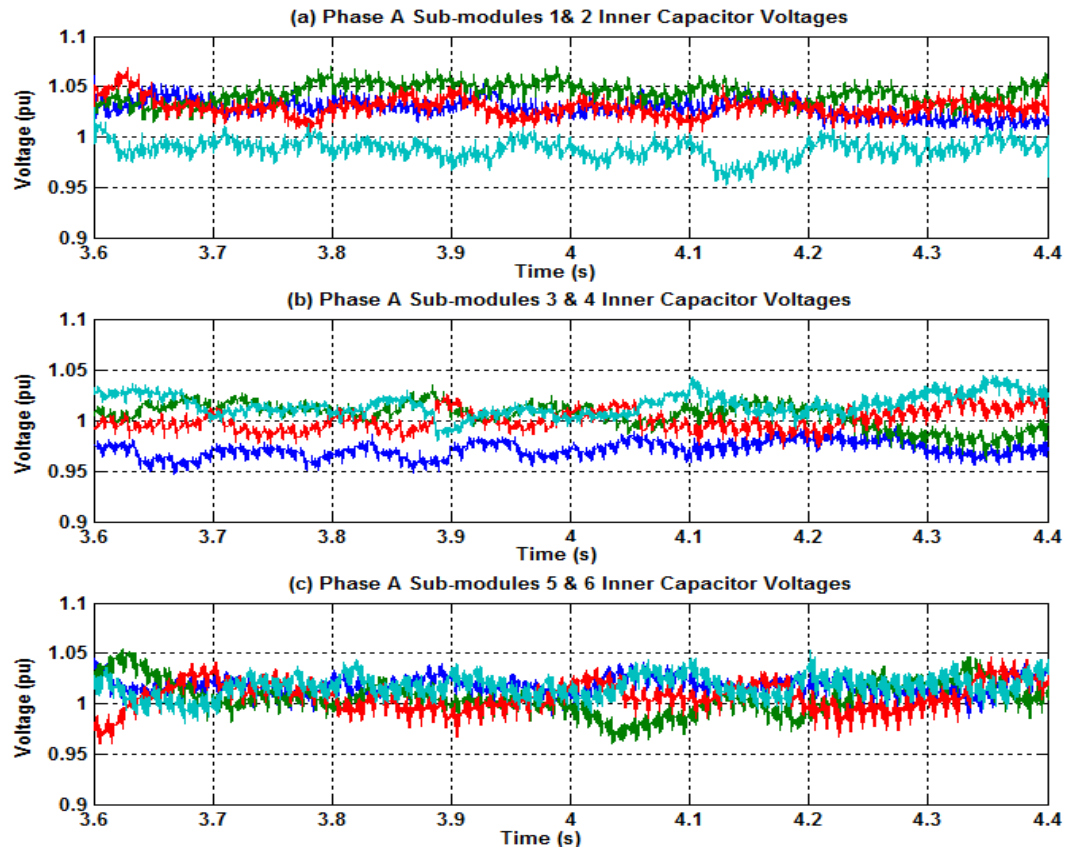 (a) Phase A Sub-modules 1& 2 Inner Capacitor Voltages
1.1
1.05
1
0.95
0.9
Voltage (pu)
3.6 3.7 3.8 3.9 4 4.1 4.2 4.3 4.4
Time (s)
(b) Phase A Sub-modules 3 & 4 Inner Capacitor Voltages
1.1
1.05
1
0.95
0.9
Voltage (pu)
3.6 3.7 3.8 3.9 4 4.1 4.2 4.3 4.4
Time (s)
(c) Phase A Sub-modules 5 & 6 Inner Capacitor Voltages
1.1
1.05
1
0.95
0.9
Voltage (pu)
3.6 3.7 3.8 3.9 4 4.1 4.2 4.3 4.4
Time (s)